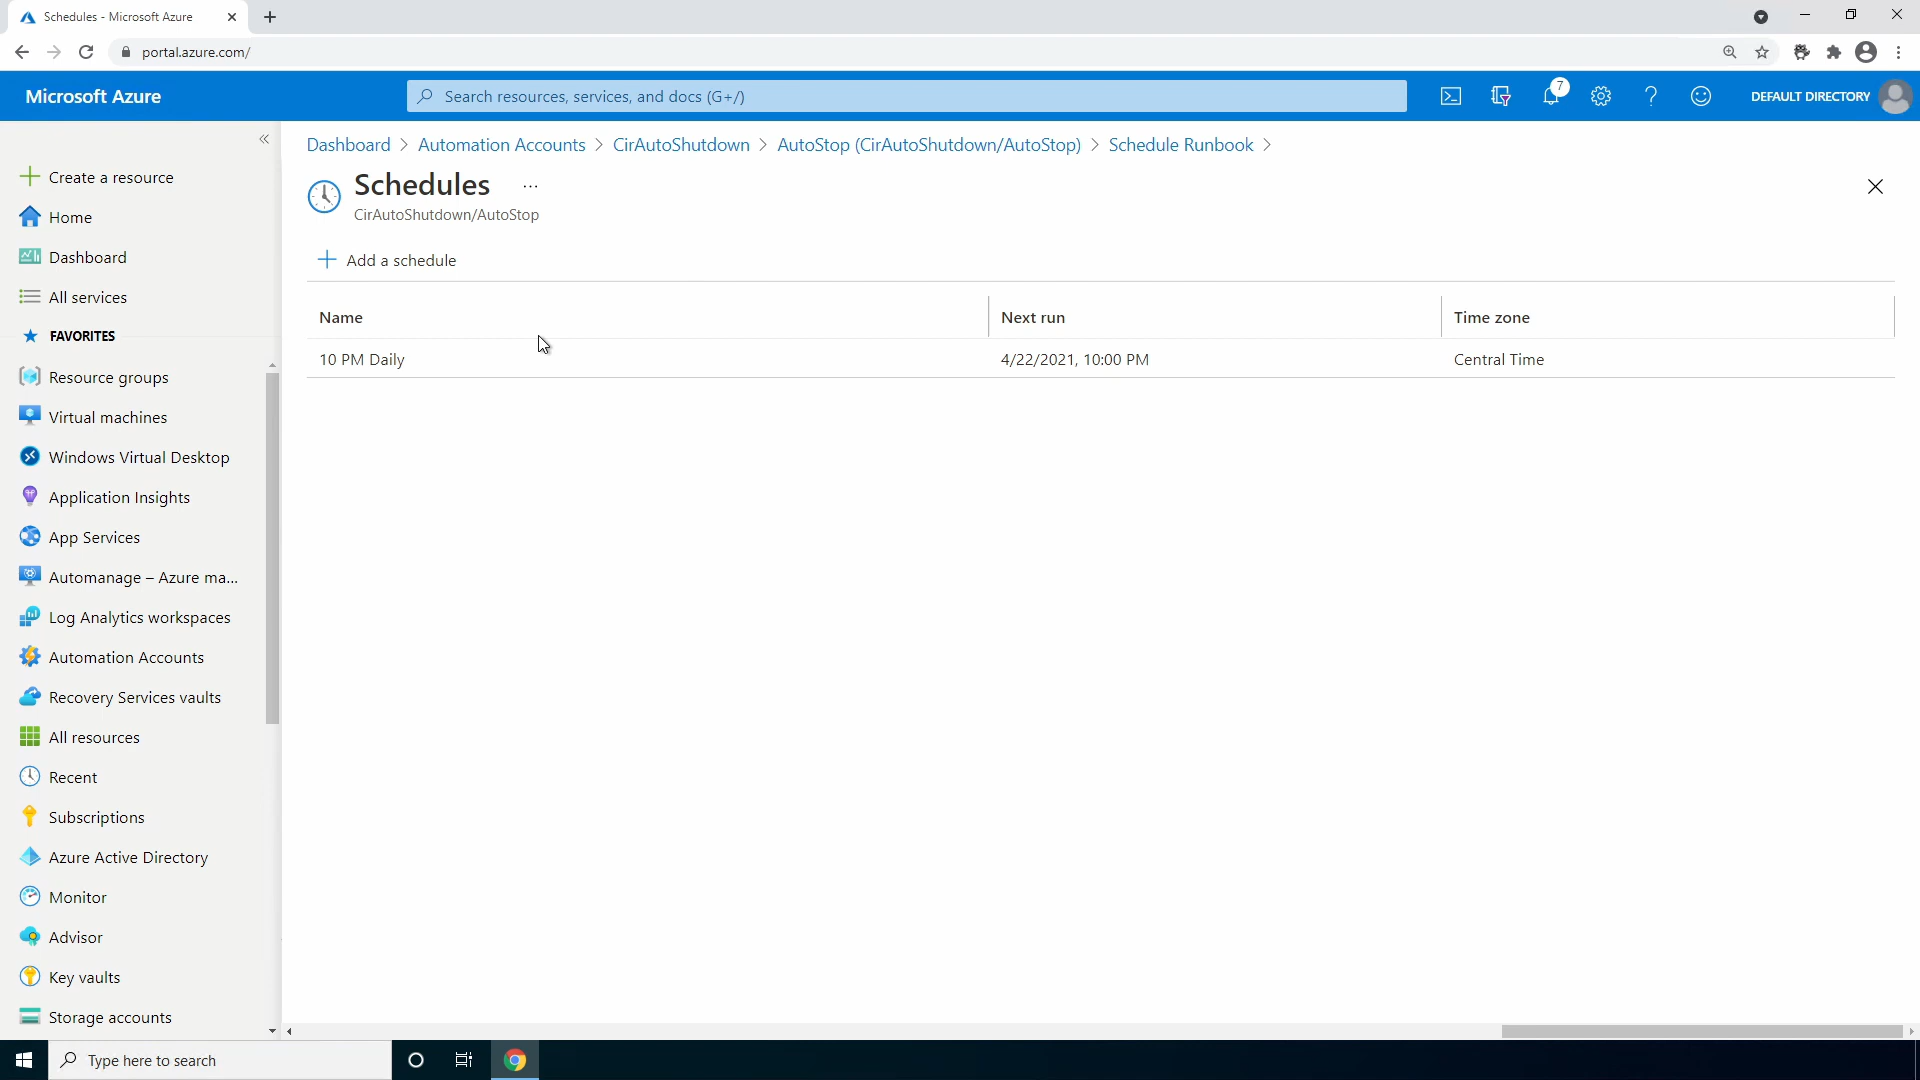 Schedules - Microsoft Azure
portal.azure.com/
Microsoft Azure
Search resources, services, and docs (G+/)
7
DEFAULT DIRECTORY
Dashboard > Automation Accounts > CirAutoShutdown > AutoStop (CirAutoShutdown/AutoStop) > Schedule Runbook >
Schedules ...
CirAutoShutdown/AutoStop
Add a schedule
Name Next run Time zone
10 PM Daily 4/22/2021, 10:00 PM Central Time
Create a resource
Home
Dashboard
All services
FAVORITES
Resource groups
Virtual machines
Windows Virtual Desktop
Application Insights
App Services
Automanage – Azure ma...
Log Analytics workspaces
Automation Accounts
Recovery Services vaults
All resources
Recent
Subscriptions
Azure Active Directory
Monitor
Advisor
Key vaults
Storage accounts
Type here to search